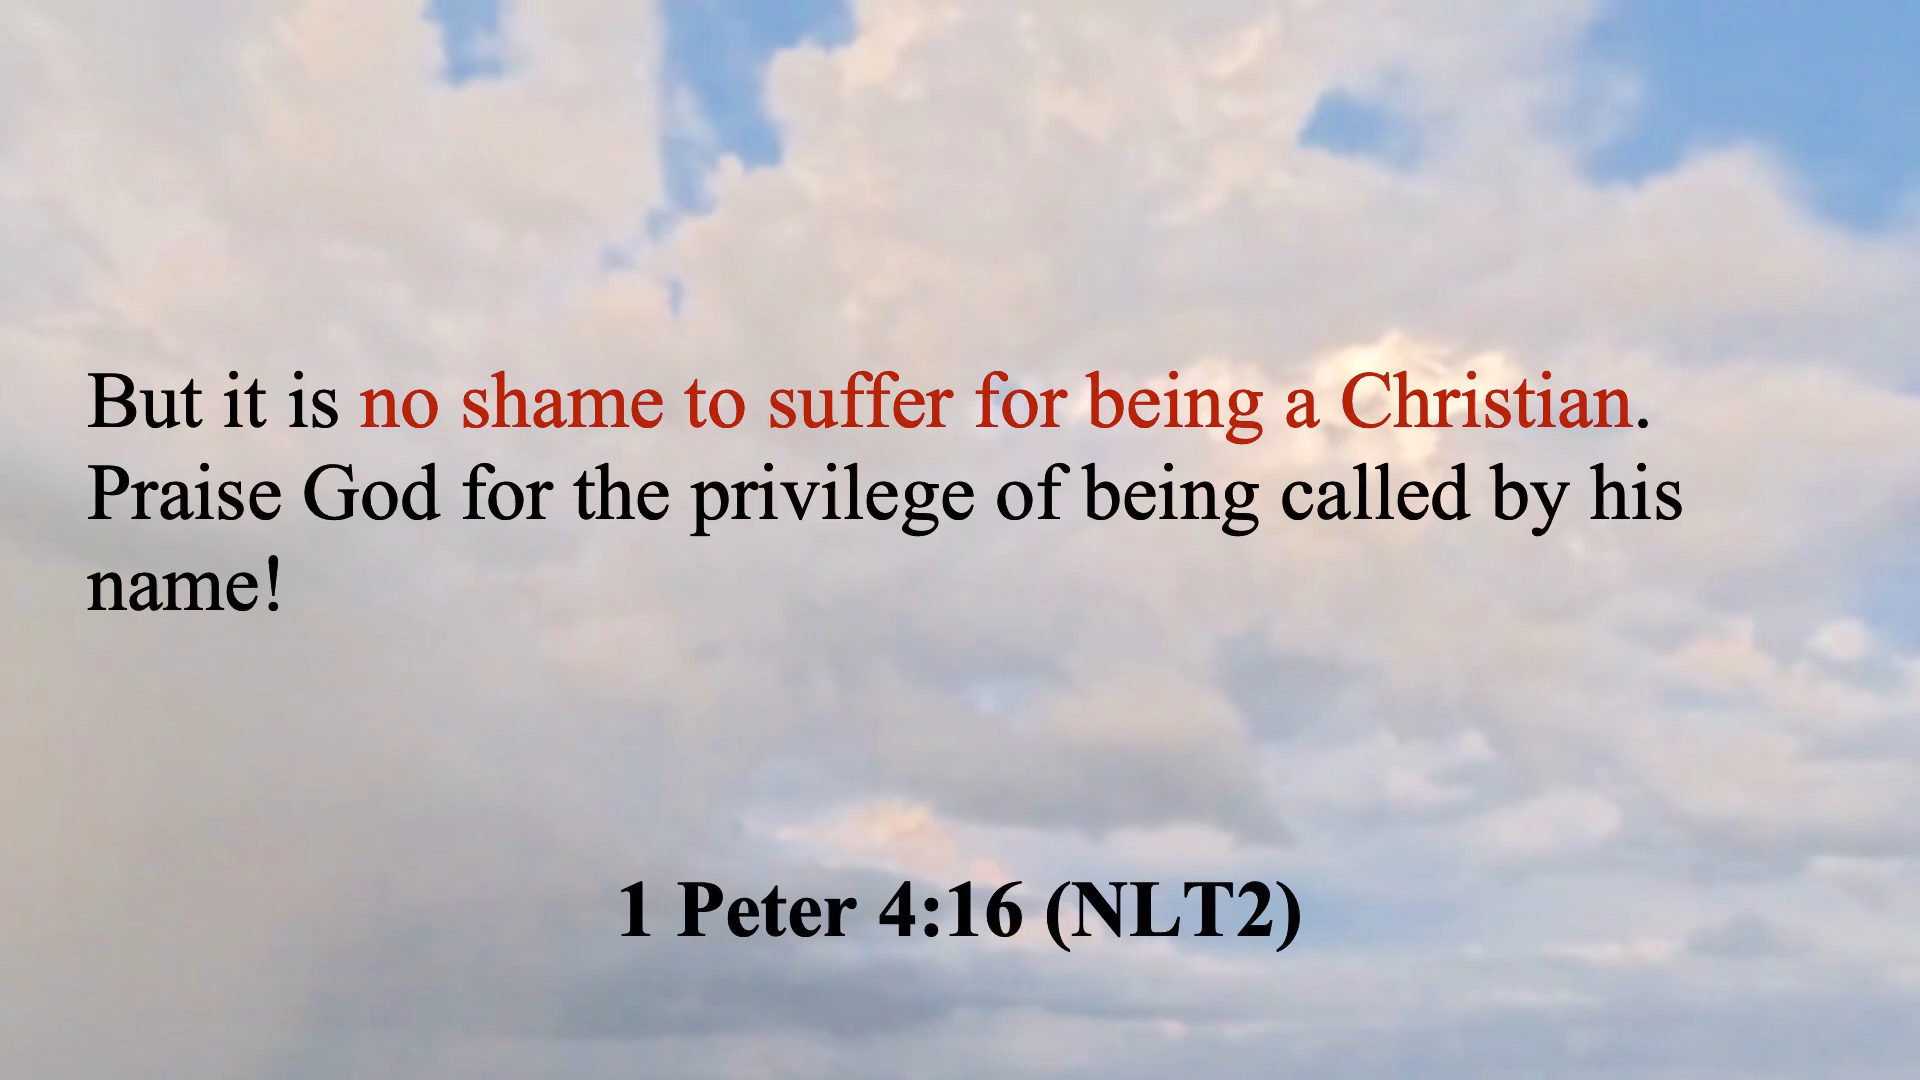 But it is no shame to suffer for being a Christian.
Praise God for the privilege of being called by his
name!
1 Peter 4:16 (NLT2)